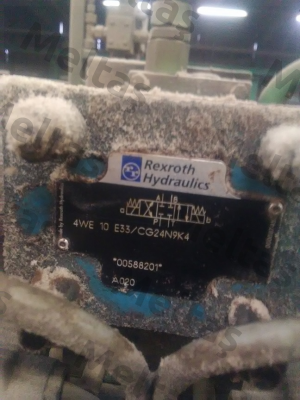 Rexroth
Hydraulics
4WE 10 E33/CG24N9K4
*00588201*
A020